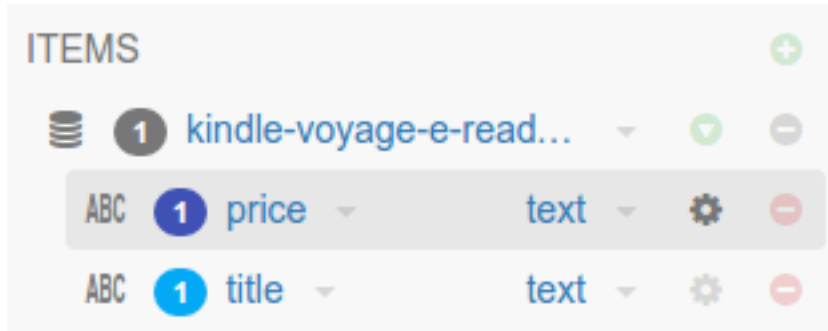 ITEMS
1 kindle-voyage-e-read...
ABC 1 price text
ABC 1 title text